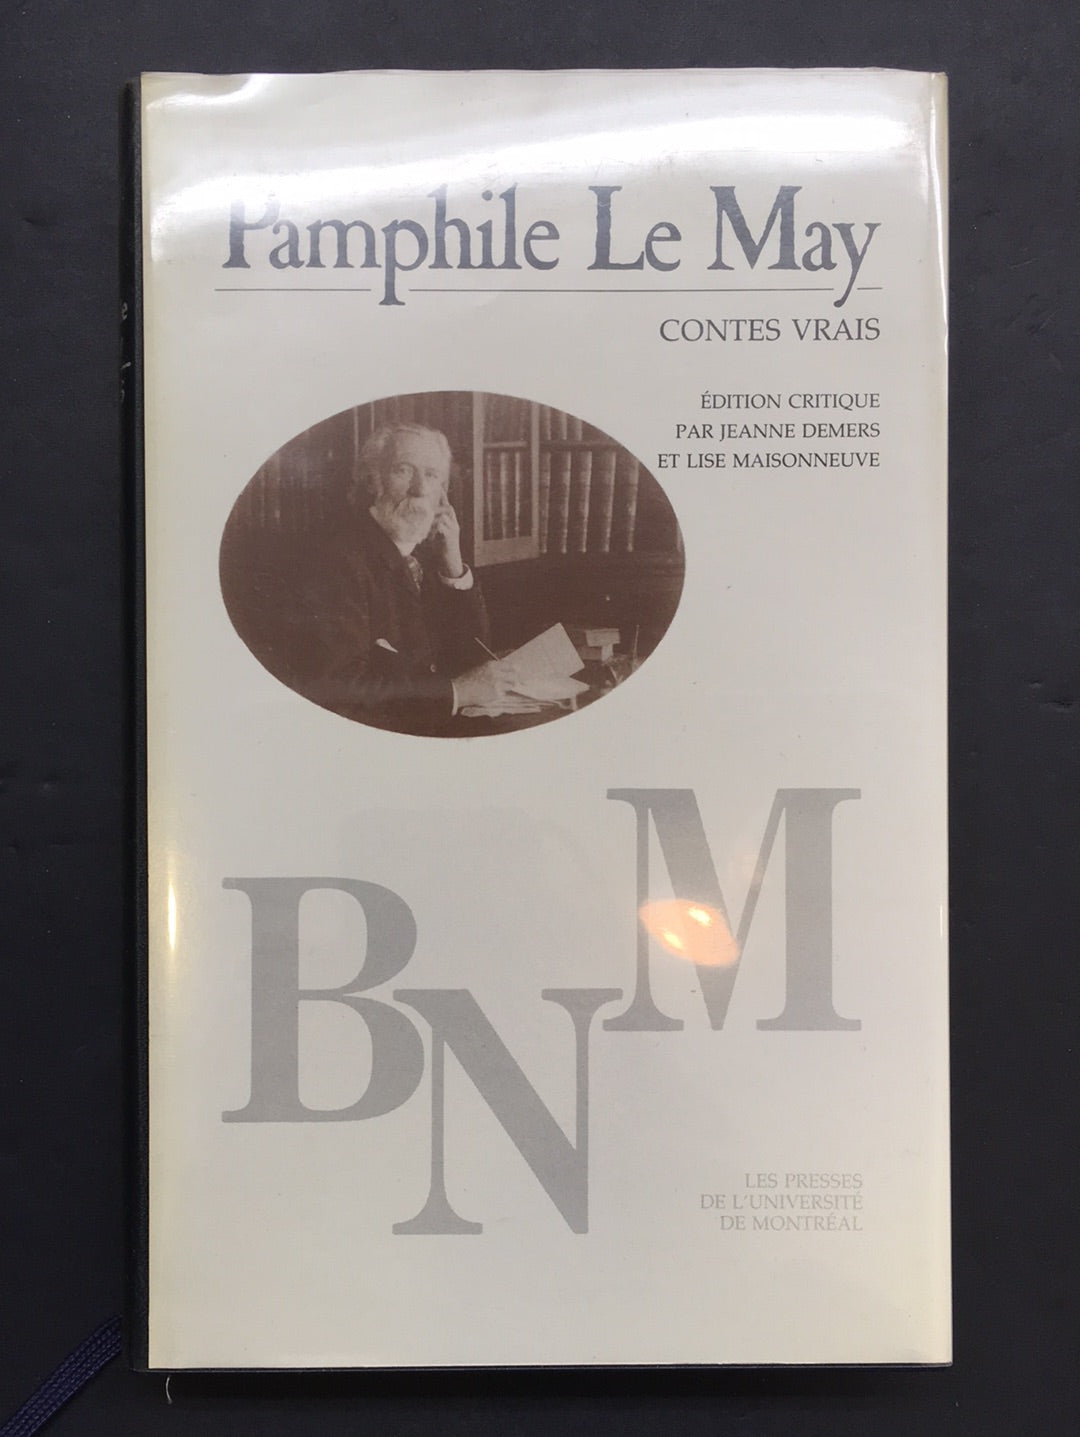 Pamphile Le May
CONTES VRAIS
ÉDITION CRITIQUE
PAR JEANNE DEMERS
ET LISE MAISONNEUVE
BNM
LES PRESSES
DE L'UNIVERSITÉ
DE MONTRÉAL